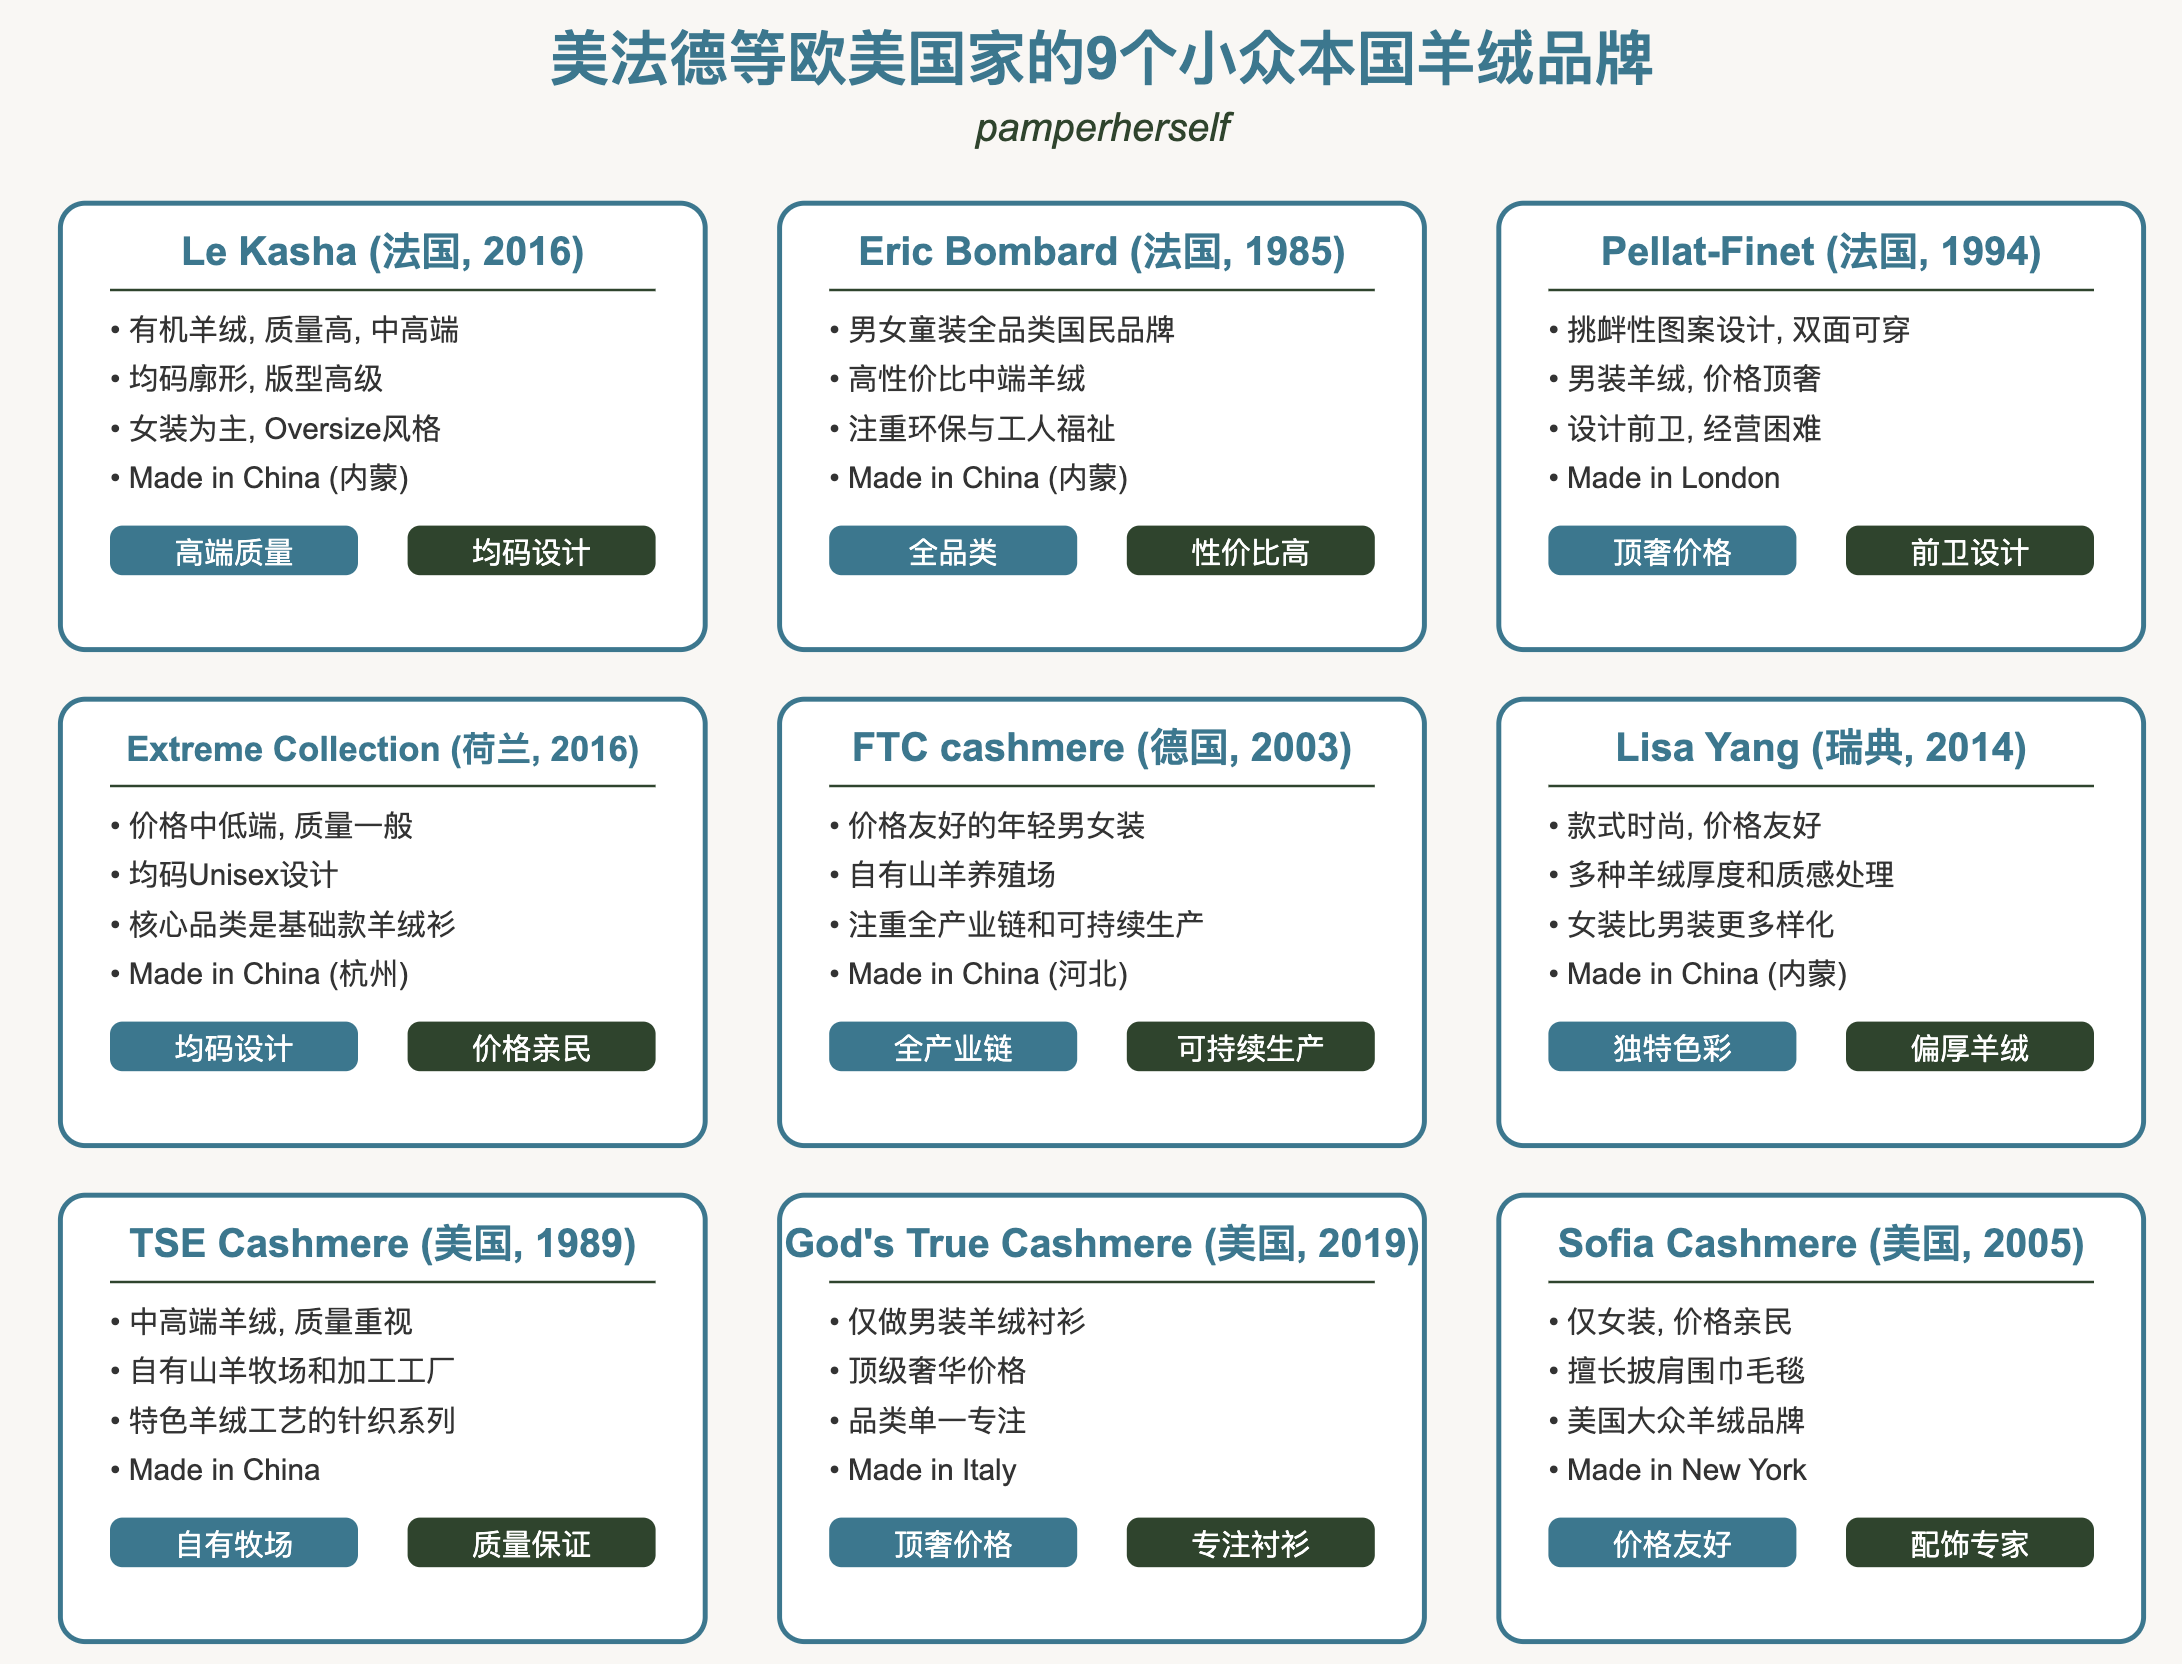 美法德等欧美国家的9个小众本国羊绒品牌
pamperherself
Le Kasha (法国, 2016)
• 有机羊绒, 质量高, 中高端
• 均码廓形, 版型高级
• 女装为主, Oversize风格
• Made in China (内蒙)
高端质量
均码设计
Eric Bombard (法国, 1985)
• 男女童装全品类国民品牌
• 高性价比中端羊绒
• 注重环保与工人福祉
• Made in China (内蒙)
全品类
性价比高
Pellat-Finet (法国, 1994)
• 挑衅性图案设计, 双面可穿
• 男装羊绒, 价格顶奢
• 设计前卫, 经营困难
• Made in London
顶奢价格
前卫设计
Extreme Collection (荷兰, 2016)
• 价格中低端, 质量一般
• 均码Unisex设计
• 核心品类是基础款羊绒衫
• Made in China (杭州)
均码设计
价格亲民
FTC cashmere (德国, 2003)
• 价格友好的年轻男女装
• 自有山羊养殖场
• 注重全产业链和可持续生产
• Made in China (河北)
全产业链
可持续生产
Lisa Yang (瑞典, 2014)
• 款式时尚, 价格友好
• 多种羊绒厚度和质感处理
• 女装比男装更多样化
• Made in China (内蒙)
独特色彩
偏厚羊绒
TSE Cashmere (美国, 1989)
• 中高端羊绒, 质量重视
• 自有山羊牧场和加工工厂
• 特色羊绒工艺的针织系列
• Made in China
自有牧场
质量保证
God's True Cashmere (美国, 2019)
• 仅做男装羊绒衬衫
• 顶级奢华价格
• 品类单一专注
• Made in Italy
顶奢价格
专注衬衫
Sofia Cashmere (美国, 2005)
• 仅女装, 价格亲民
• 擅长披肩围巾毛毯
• 美国大众羊绒品牌
• Made in New York
价格友好
配饰专家